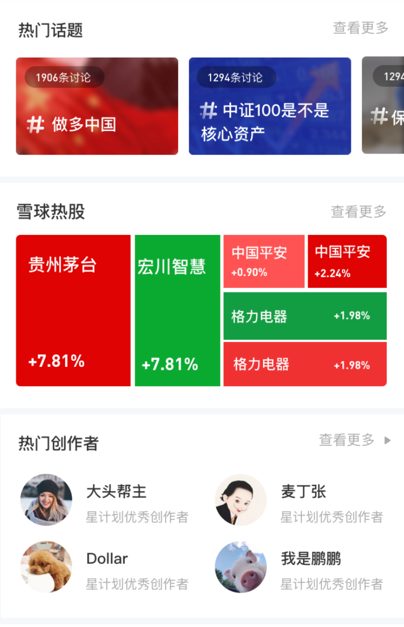 热门话题 查看更多
1906条讨论
# 做多中国
1294条讨论
# 中证100是不是
核心资产
1294
# 保
雪球热股 查看更多
贵州茅台
+7.81%
宏川智慧
+7.81%
中国平安
+0.90%
中国平安
+2.24%
格力电器 +1.98%
格力电器 +1.98%
热门创作者 查看更多
大头帮主
星计划优秀创作者
麦丁张
星计划优秀创作者
Dollar
星计划优秀创作者
我是鹏鹏
星计划优秀创作者